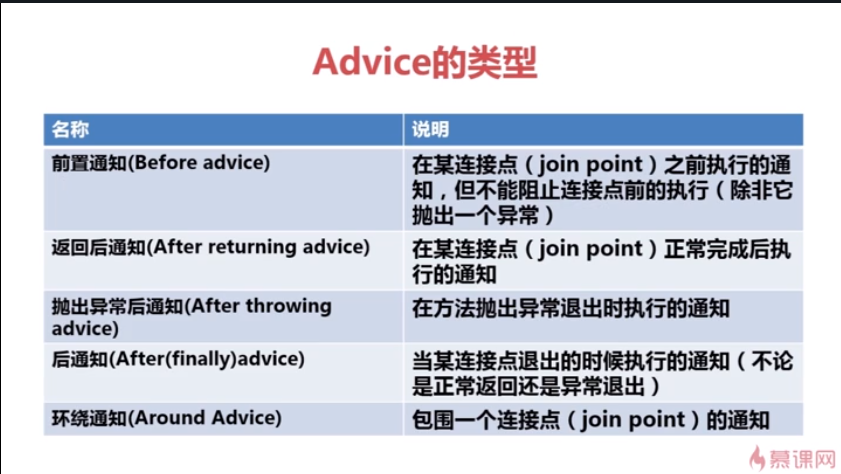 Advice的类型
名称
说明
前置通知(Before advice)
在某连接点（join point）之前执行的通
知，但不能阻止连接点前的执行（除非它
抛出一个异常）
返回后通知(After returning advice)
在某连接点（join point）正常完成后执
行的通知
抛出异常后通知(After throwing
advice)
在方法抛出异常退出时执行的通知
后通知(After(finally)advice)
当某连接点退出的时候执行的通知（不论
是正常返回还是异常退出）
环绕通知(Around Advice)
包围一个连接点（join point）的通知
慕课网